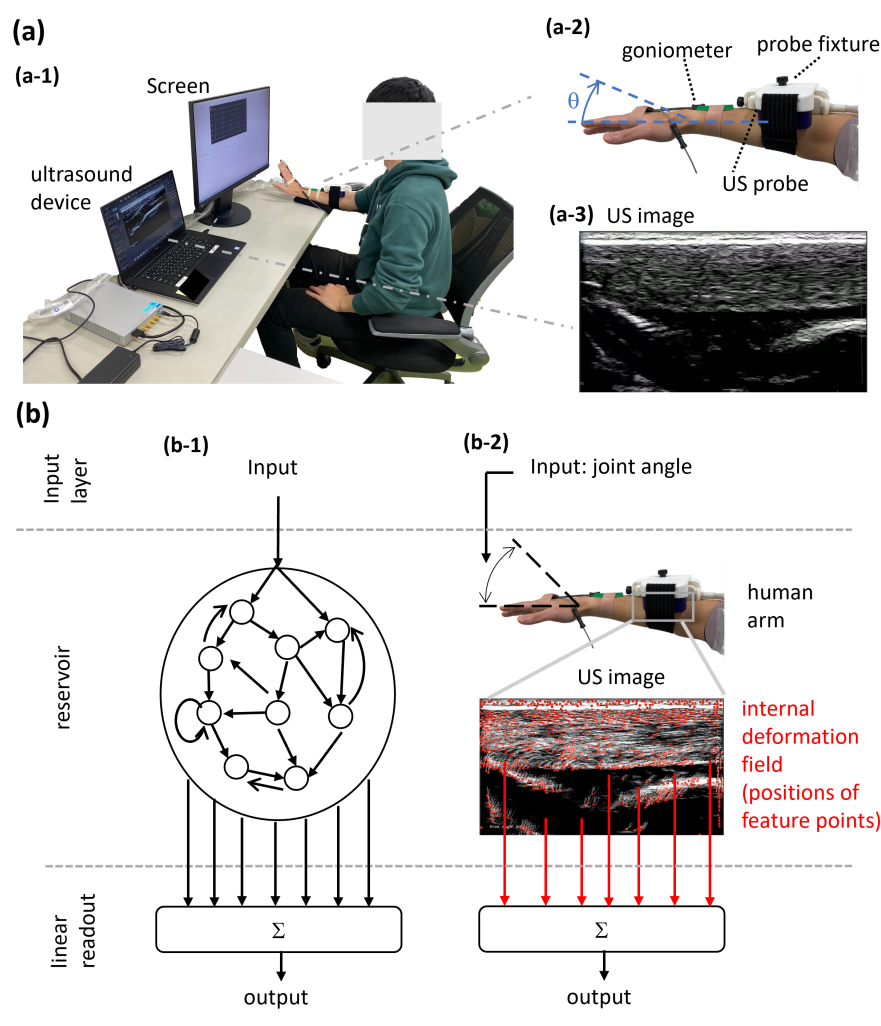 (a)
(a-1)
Screen
ultrasound
device
(a-2)
goniometer
probe fixture
θ
US probe
(a-3)
US image
(b)
(b-1)
(b-2)
Input
layer
Input
Input: joint angle
reservoir
human
arm
US image
internal
deformation
field
(positions of
feature points)
linear
readout
Σ
Σ
output
output